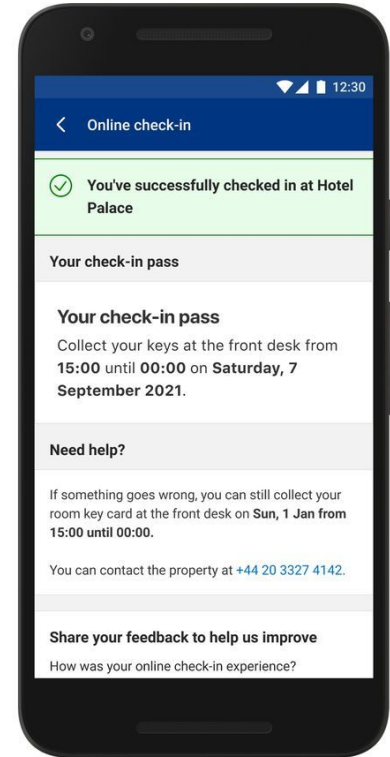 12:30
Online check-in
You've successfully checked in at Hotel
Palace
Your check-in pass
Your check-in pass
Collect your keys at the front desk from
15:00 until 00:00 on Saturday, 7
September 2021.
Need help?
If something goes wrong, you can still collect your
room key card at the front desk on Sun, 1 Jan from
15:00 until 00:00.
You can contact the property at +44 20 3327 4142.
Share your feedback to help us improve
How was your online check-in experience?